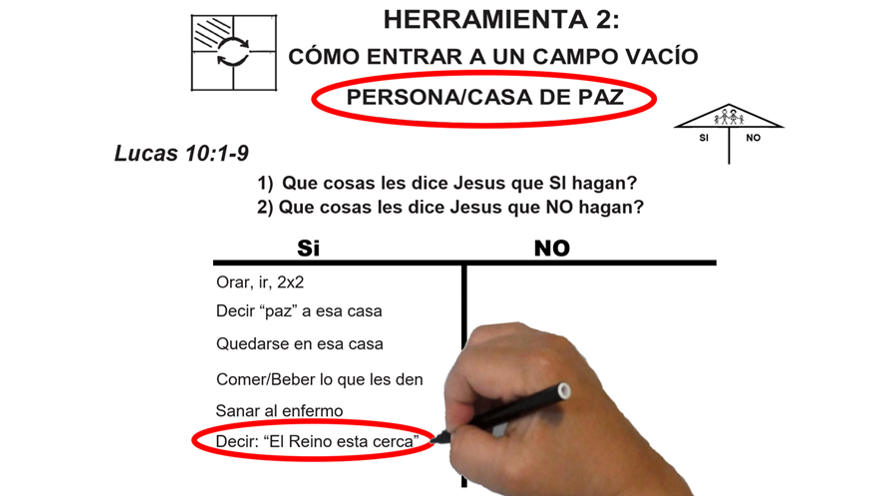 HERRAMIENTA 2:
CÓMO ENTRAR A UN CAMPO VACÍO
PERSONA/CASA DE PAZ
SI NO
Lucas 10:1-9
1) Que cosas les dice Jesus que SI hagan?
2) Que cosas les dice Jesus que NO hagan?
Si NO
Orar, ir, 2x2
Decir “paz” a esa casa
Quedarse en esa casa
Comer/Beber lo que les den
Sanar al enfermo
Decir: “El Reino esta cerca”